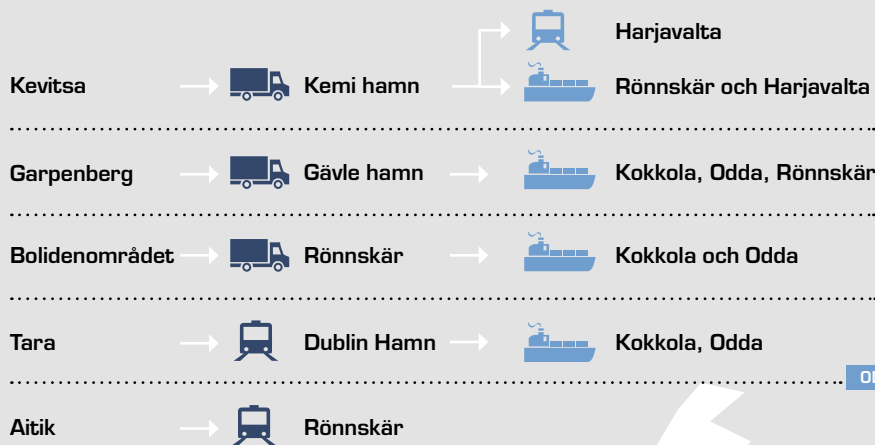 Harjavalta
Kevitsa Kemi hamn Rönnskär och Harjavalta
Garpenberg Gävle hamn Kokkola, Odda, Rönnskär
Bolidenområdet Rönnskär Kokkola och Odda
Tara Dublin Hamn Kokkola, Odda
Aitik Rönnskär